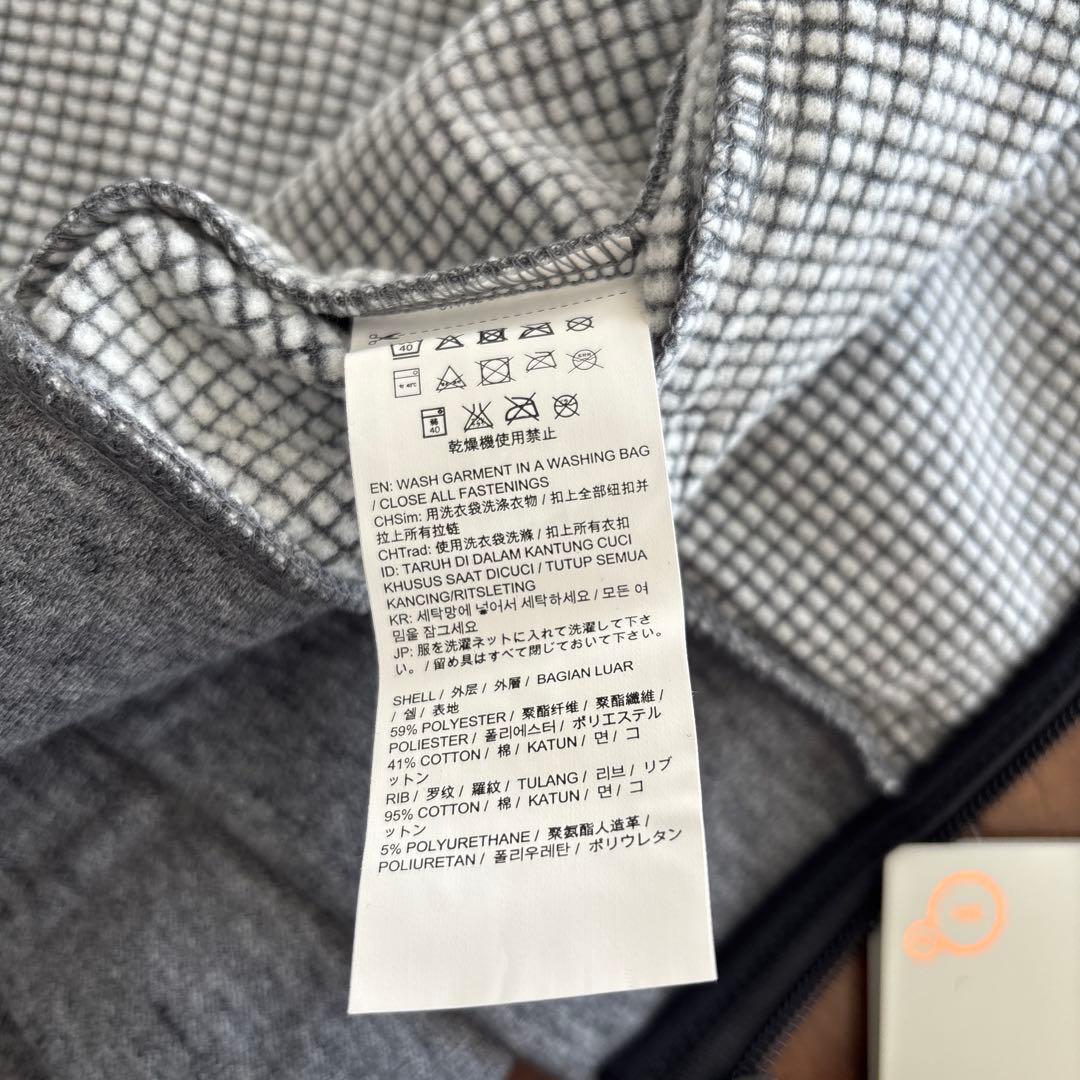 40
40
乾燥機使用禁止
EN: WASH GARMENT IN A WASHING BAG
/ CLOSE ALL FASTENINGS
CHSim: 用洗衣袋洗涤衣物 / 扣上全部纽扣并
拉上所有拉链
CHTrad: 使用洗衣袋洗滌 / 扣上所有衣扣
ID: TARUH DI DALAM KANTUNG CUCI
KHUSUS SAAT DICUCI / TUTUP SEMUA
KANCING/RITSLETING
KR: 세탁망에 넣어서 세탁하세요 / 모든 여
밈을 잠그세요
JP: 服を洗濯ネットに入れて洗濯して下さ
い。 / 留め具はすべて閉じておいて下さい。
SHELL / 外层 / 外層 / BAGIAN LUAR
/ 쉘 / 表地
59% POLYESTER / 聚酯纤维 / 聚酯纖維 /
POLIESTER / 폴리에스터 / ポリエステル
41% COTTON / 棉 / KATUN / 면 / コ
ットン
RIB / 罗纹 / 羅紋 / TULANG / 리브 / リブ
95% COTTON / 棉 / KATUN / 면 / コ
ットン
5% POLYURETHANE / 聚氨酯人造革 /
POLIURETAN / 폴리우레탄 / ポリウレタン